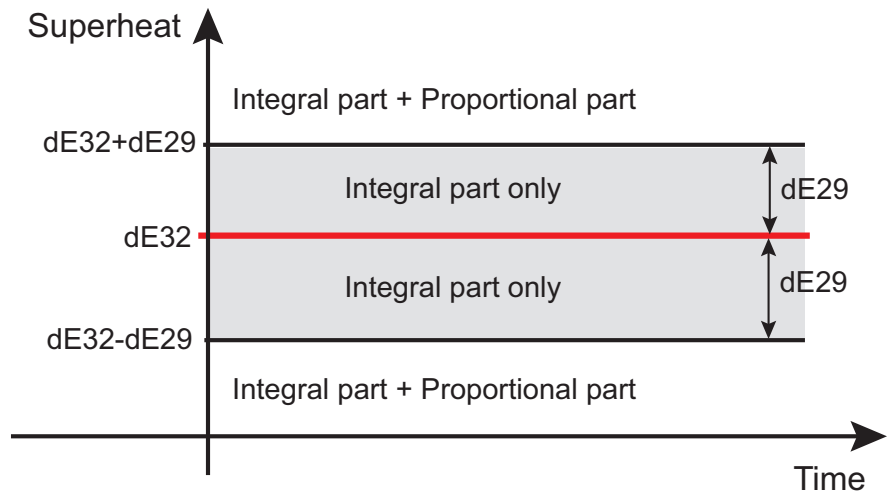 Superheat
Integral part + Proportional part
dE32+dE29
Integral part only
dE29
dE32
Integral part only
dE29
dE32-dE29
Integral part + Proportional part
Time